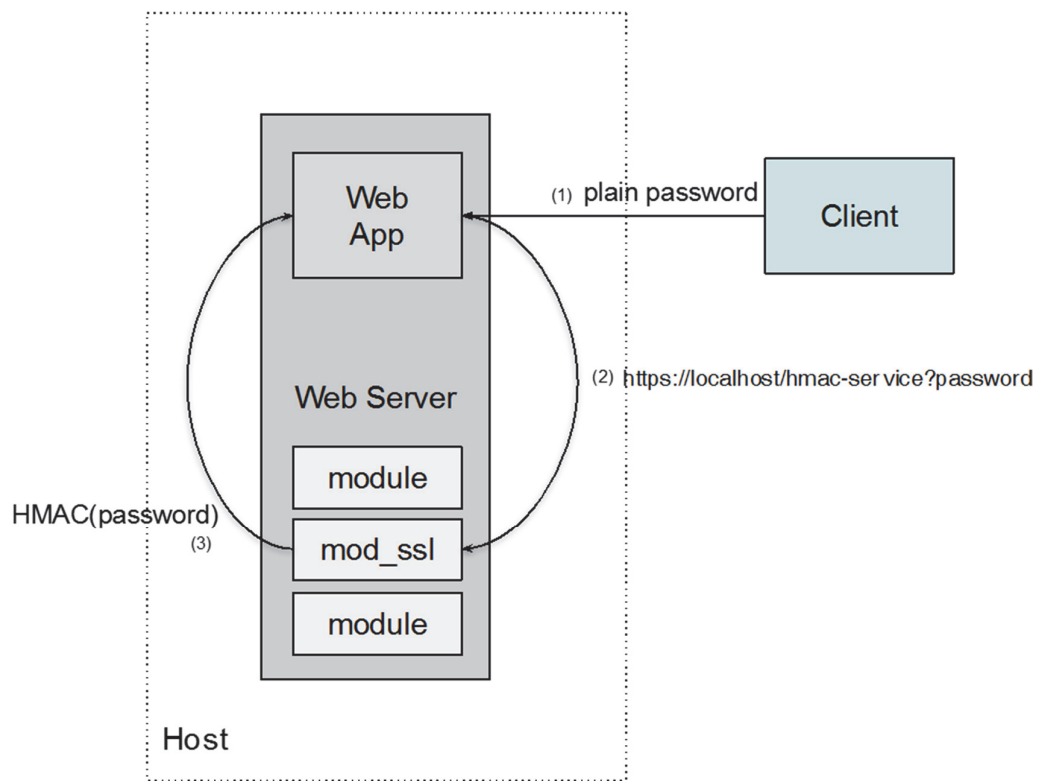 Web
App
(1) plain password
Client
(2) https://localhost/hmac-service?password
Web Server
module
HMAC(password)
(3)
mod_ssl
module
Host